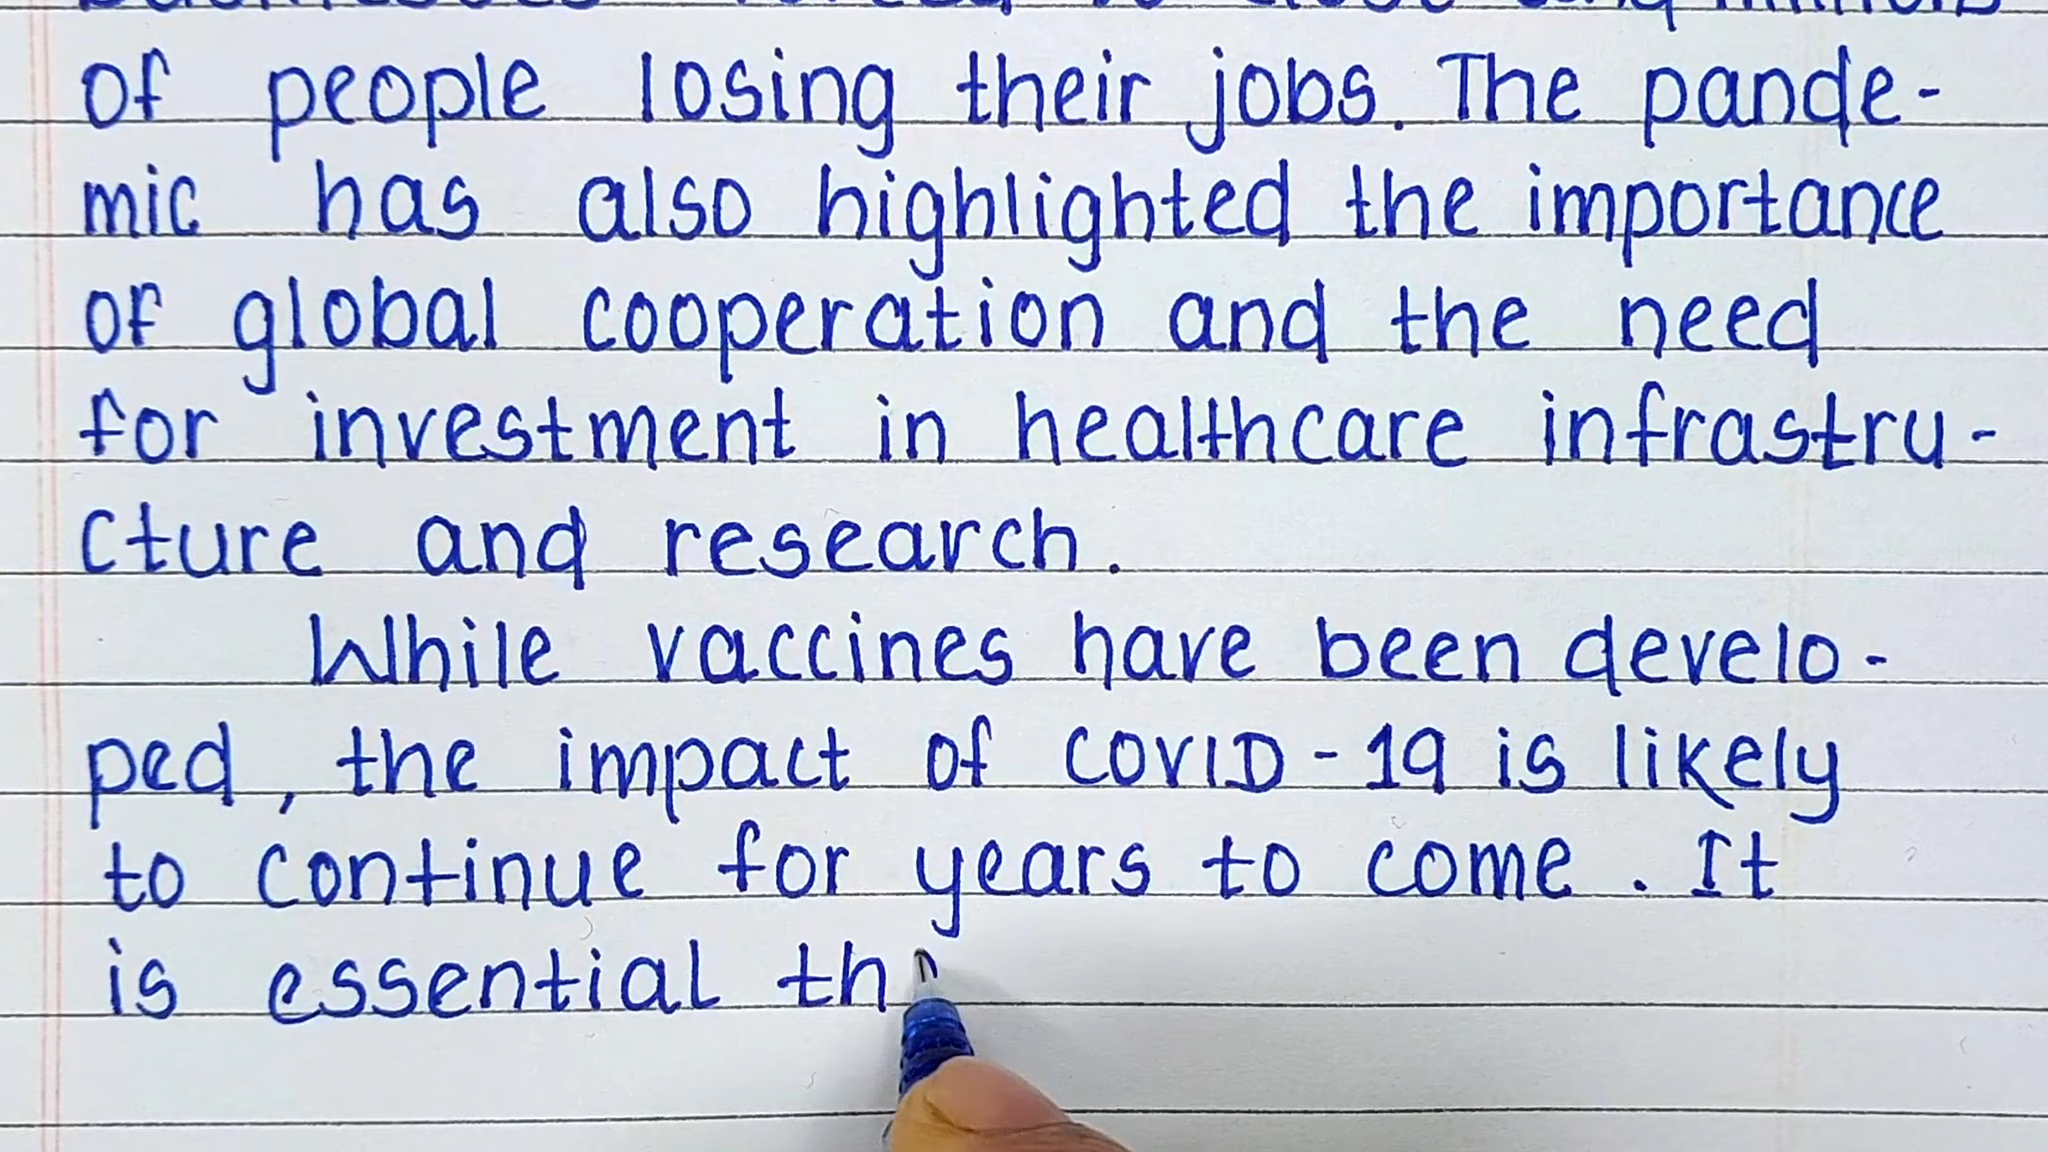 of people losing their jobs. The pande-
mic has also highlighted the importance
of global cooperation and the need
for investment in healthcare infrastru-
cture and research.
While vaccines have been develo-
ped, the impact of COVID-19 is likely
to continue for years to come. It
is essential th